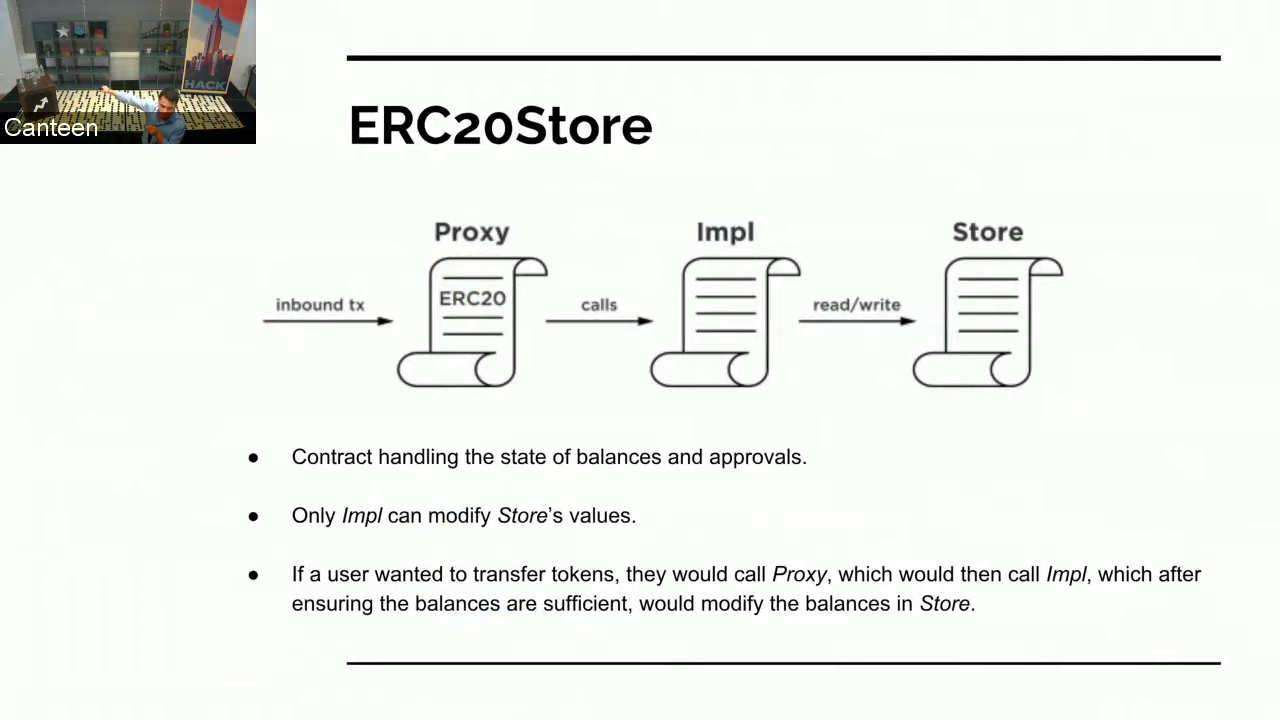 HACK
Canteen
ERC20Store
Proxy
Impl
Store
inbound tx
ERC20
calls
read/write
● Contract handling the state of balances and approvals.
● Only Impl can modify Store's values.
● If a user wanted to transfer tokens, they would call Proxy, which would then call Impl, which after
ensuring the balances are sufficient, would modify the balances in Store.